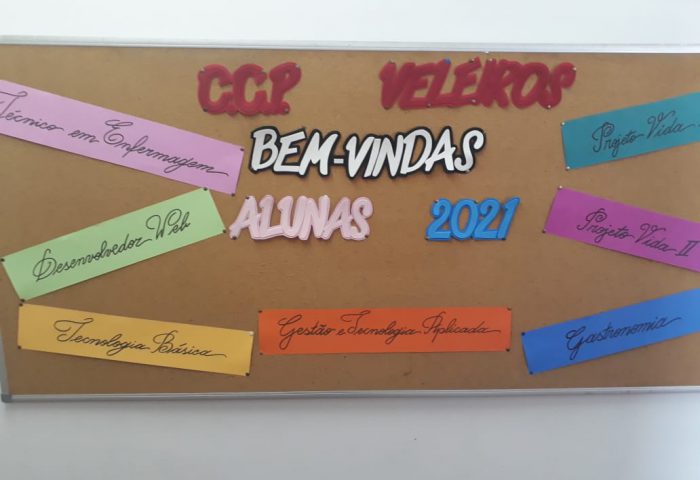 C.C.P. VELEIROS
BEM-VINDAS
ALUNAS 2021
Técnico em Enfermagem
Desenvolvedor Web
Tecnologia Básica
Gestão e Tecnologia Aplicada
Projeto Vida
Projeto Vida II
Gastronomia